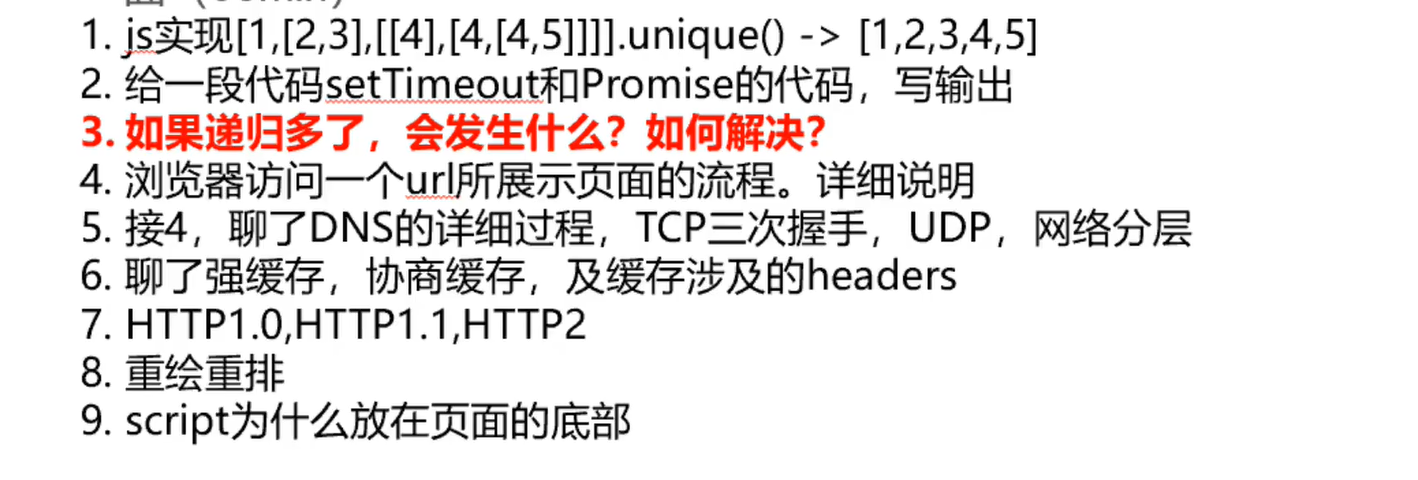 1. js实现[1,[2,3],[[4],[4,[4,5]]]].unique() -> [1,2,3,4,5]
2. 给一段代码setTimeout和Promise的代码，写输出
3. 如果递归多了，会发生什么？如何解决？
4. 浏览器访问一个url所展示页面的流程。详细说明
5. 接4，聊了DNS的详细过程，TCP三次握手，UDP，网络分层
6. 聊了强缓存，协商缓存，及缓存涉及的headers
7. HTTP1.0,HTTP1.1,HTTP2
8. 重绘重排
9. script为什么放在页面的底部